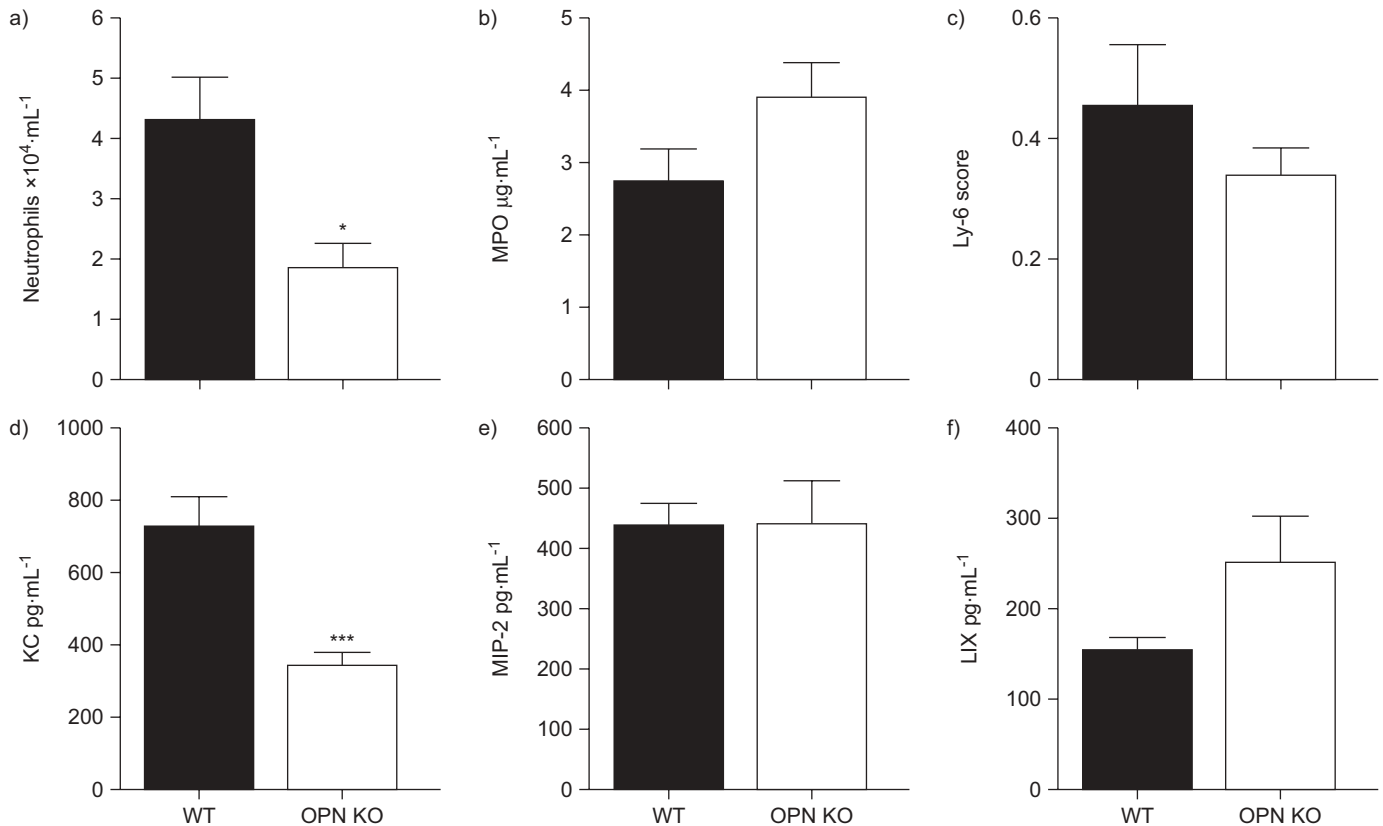 a)
6
5
4
3
2
1
0
Neutrophils ×10⁴·mL⁻¹
*
b)
5
4
3
2
1
0
MPO μg·mL⁻¹
c)
0.6
0.4
0.2
0
Ly-6 score
d)
1000
800
600
400
200
0
KC pg·mL⁻¹
***
WT OPN KO
e)
600
500
400
300
200
100
0
MIP-2 pg·mL⁻¹
WT OPN KO
f)
400
300
200
100
0
LIX pg·mL⁻¹
WT OPN KO